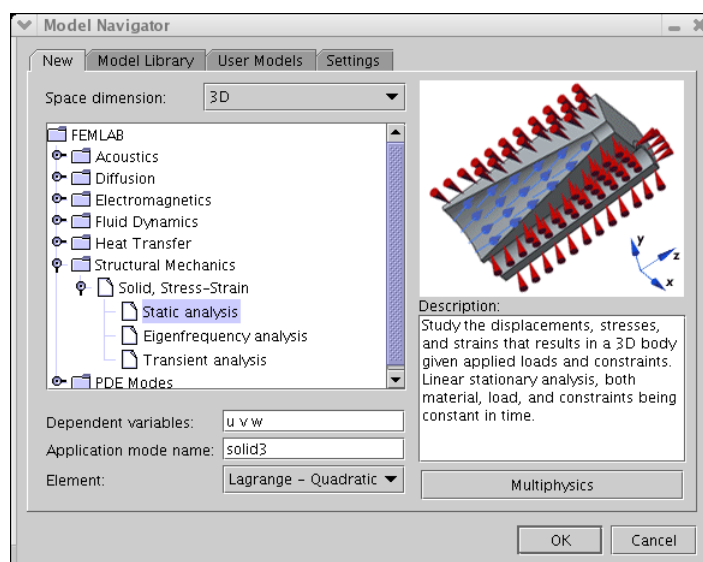 Model Navigator
New
Model Library
User Models
Settings
Space dimension:
3D
FEMLAB
Acoustics
Diffusion
Electromagnetics
Fluid Dynamics
Heat Transfer
Structural Mechanics
Solid, Stress-Strain
Static analysis
Eigenfrequency analysis
Transient analysis
PDE Modes
Dependent variables:
u v w
Application mode name:
solid3
Element:
Lagrange - Quadratic
y
z
x
Description:
Study the displacements, stresses,
and strains that results in a 3D body
given applied loads and constraints.
Linear stationary analysis, both
material, load, and constraints being
constant in time.
Multiphysics
OK
Cancel